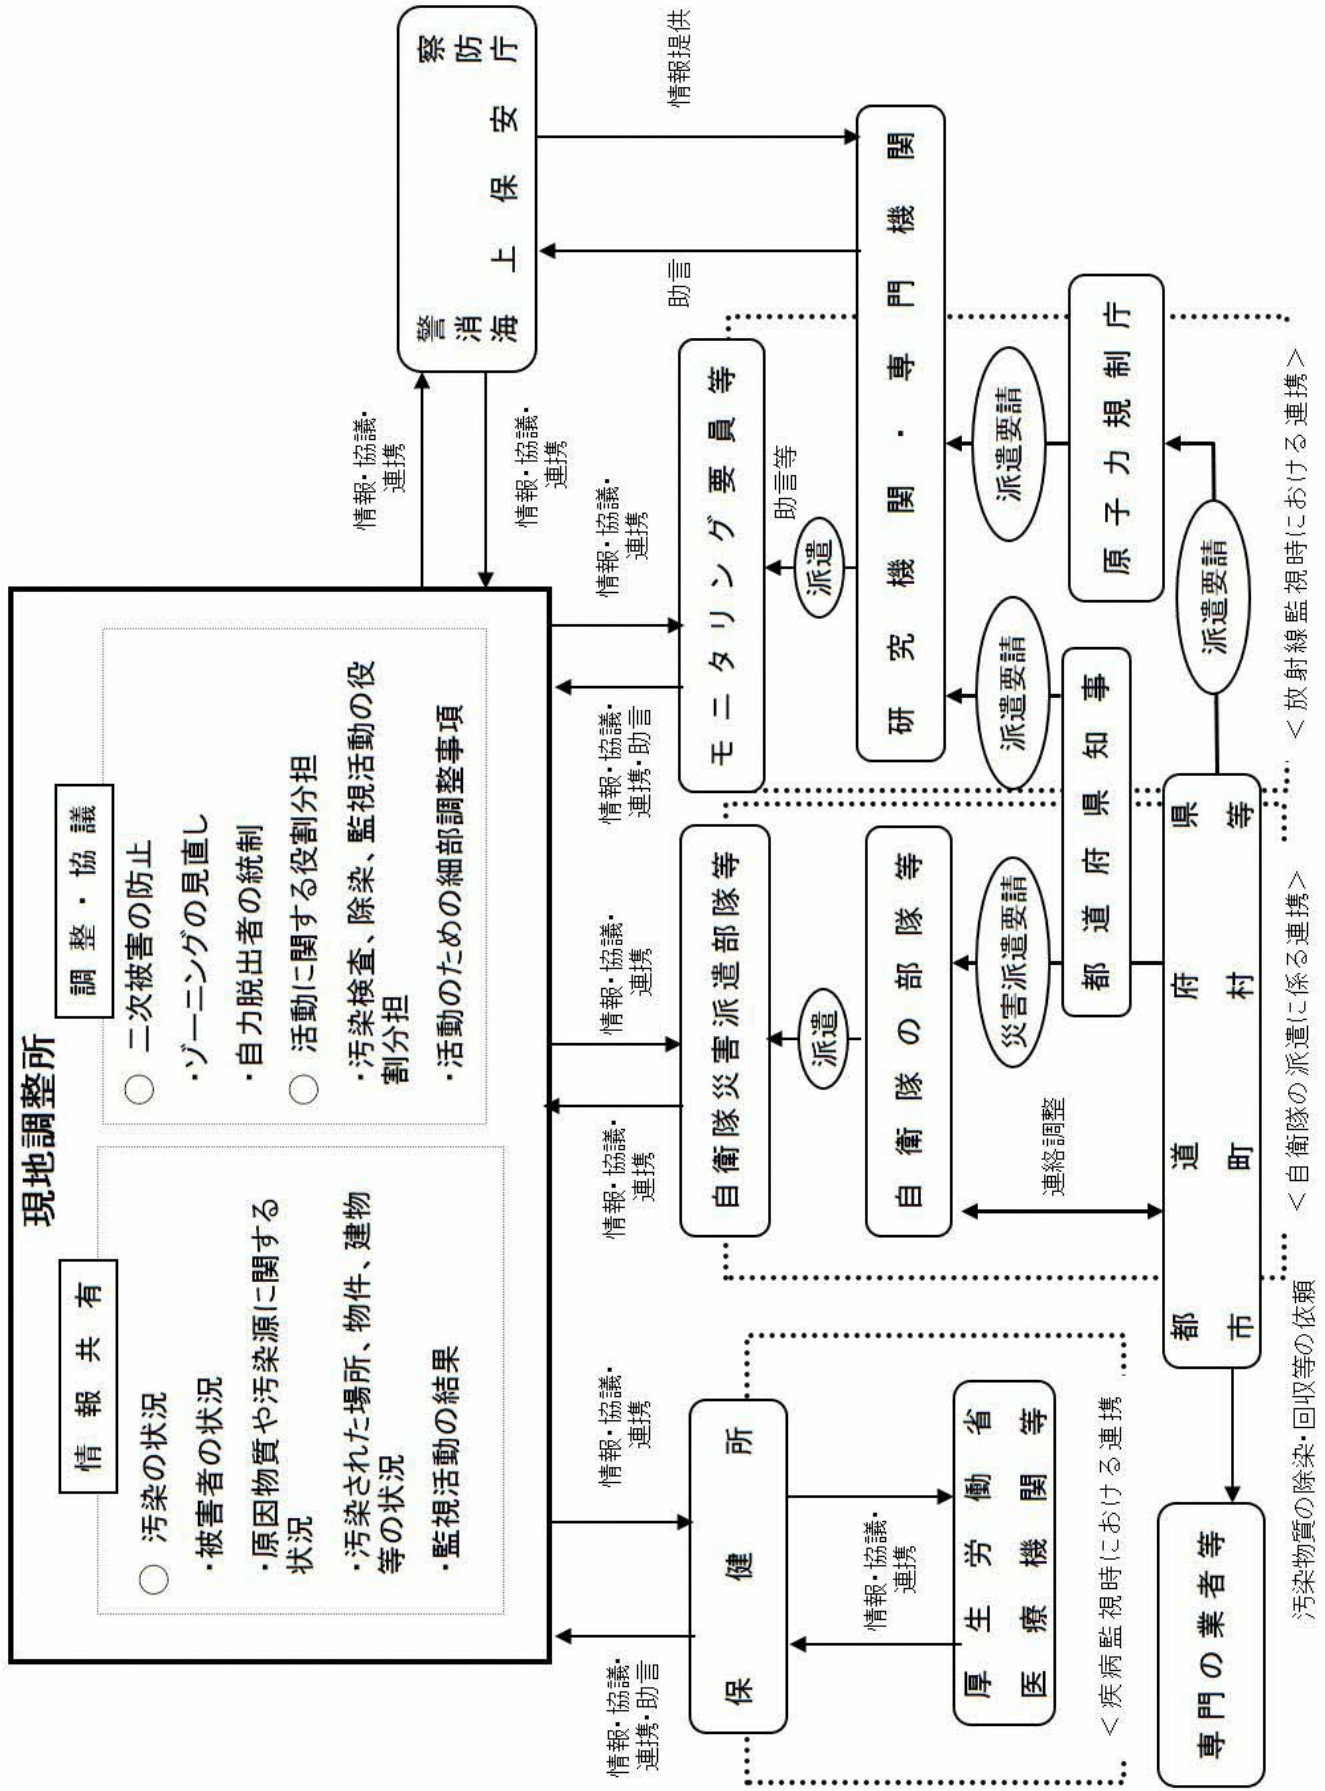 現地調整所
情報共有
○ 汚染の状況
・被害者の状況
・原因物質や汚染源に関する
状況
・汚染された場所、物件、建物
等の状況
・監視活動の結果
調整・協議
○ 二次被害の防止
・ゾーニングの見直し
・自力脱出者の統制
○ 活動に関する役割分担
・汚染検査、除染、監視活動の役
割分担
・活動のための細部調整事項
情報・協議・
連携
情報・協議・
連携
警察
消防
海上保安庁
情報提供
助言
情報・協議・
連携・助言
情報・協議・
連携
情報・協議・
連携
情報・協議・
連携
情報・協議・
連携・助言
情報・協議・
連携
保健所
自衛隊災害派遣部隊等
モニタリング要員等
情報・協議・
連携
派遣
派遣
助言等
厚生労働省
医療機関等
自衛隊の部隊等
研究機関・専門機関
<疾病監視時における連携
連絡調整
災害派遣要請
派遣要請
派遣要請
都道府県知事
原子力規制庁
専門の業者等
都道府県
市町村等
派遣要請
汚染物質の除染・回収等の依頼
<自衛隊の派遣に係る連携>
<放射線監視時における連携>